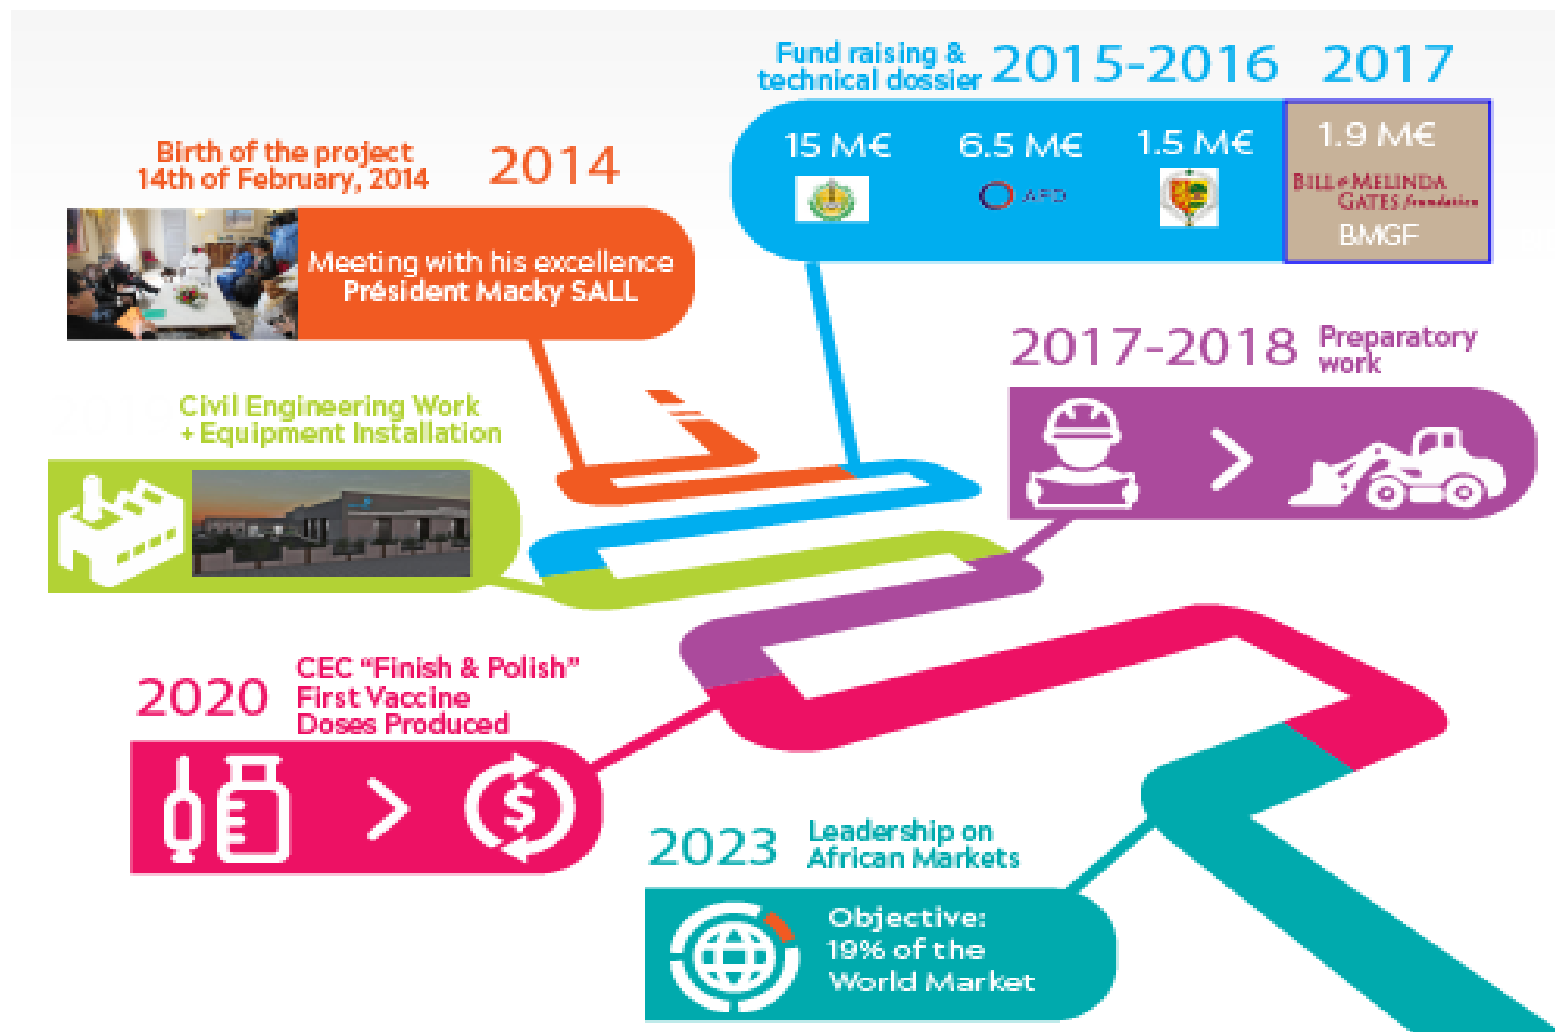 Fund raising &
technical dossier
2015-2016
2017
15 M€
6.5 M€
1.5 M€
1.9 M€
AFD
BILL & MELINDA
GATES foundation
BMGF
Birth of the project
14th of February, 2014
2014
Meeting with his excellence
Président Macky SALL
2017-2018
Preparatory
work
Civil Engineering Work
+ Equipment Installation
2020
CEC “Finish & Polish”
First Vaccine
Doses Produced
$
2023
Leadership on
African Markets
Objective:
19% of the
World Market